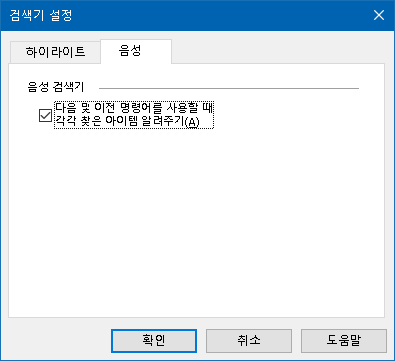 검색기 설정
하이라이트 음성
음성 검색기
다음 및 이전 명령어를 사용할 때
각각 찾은 아이템 알려주기(A)
확인 취소 도움말